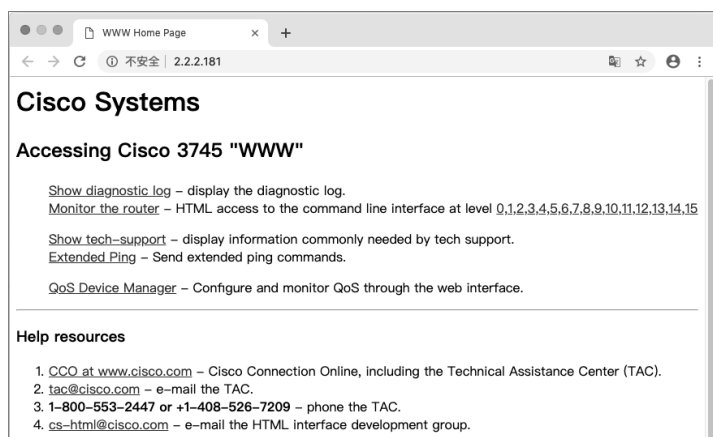 WWW Home Page
不安全 2.2.2.181
Cisco Systems
Accessing Cisco 3745 "WWW"
Show diagnostic log – display the diagnostic log.
Monitor the router – HTML access to the command line interface at level 0,1,2,3,4,5,6,7,8,9,10,11,12,13,14,15
Show tech–support – display information commonly needed by tech support.
Extended Ping – Send extended ping commands.
QoS Device Manager – Configure and monitor QoS through the web interface.
Help resources
1. CCO at www.cisco.com – Cisco Connection Online, including the Technical Assistance Center (TAC).
2. tac@cisco.com – e–mail the TAC.
3. 1–800–553–2447 or +1–408–526–7209 – phone the TAC.
4. cs–html@cisco.com – e–mail the HTML interface development group.